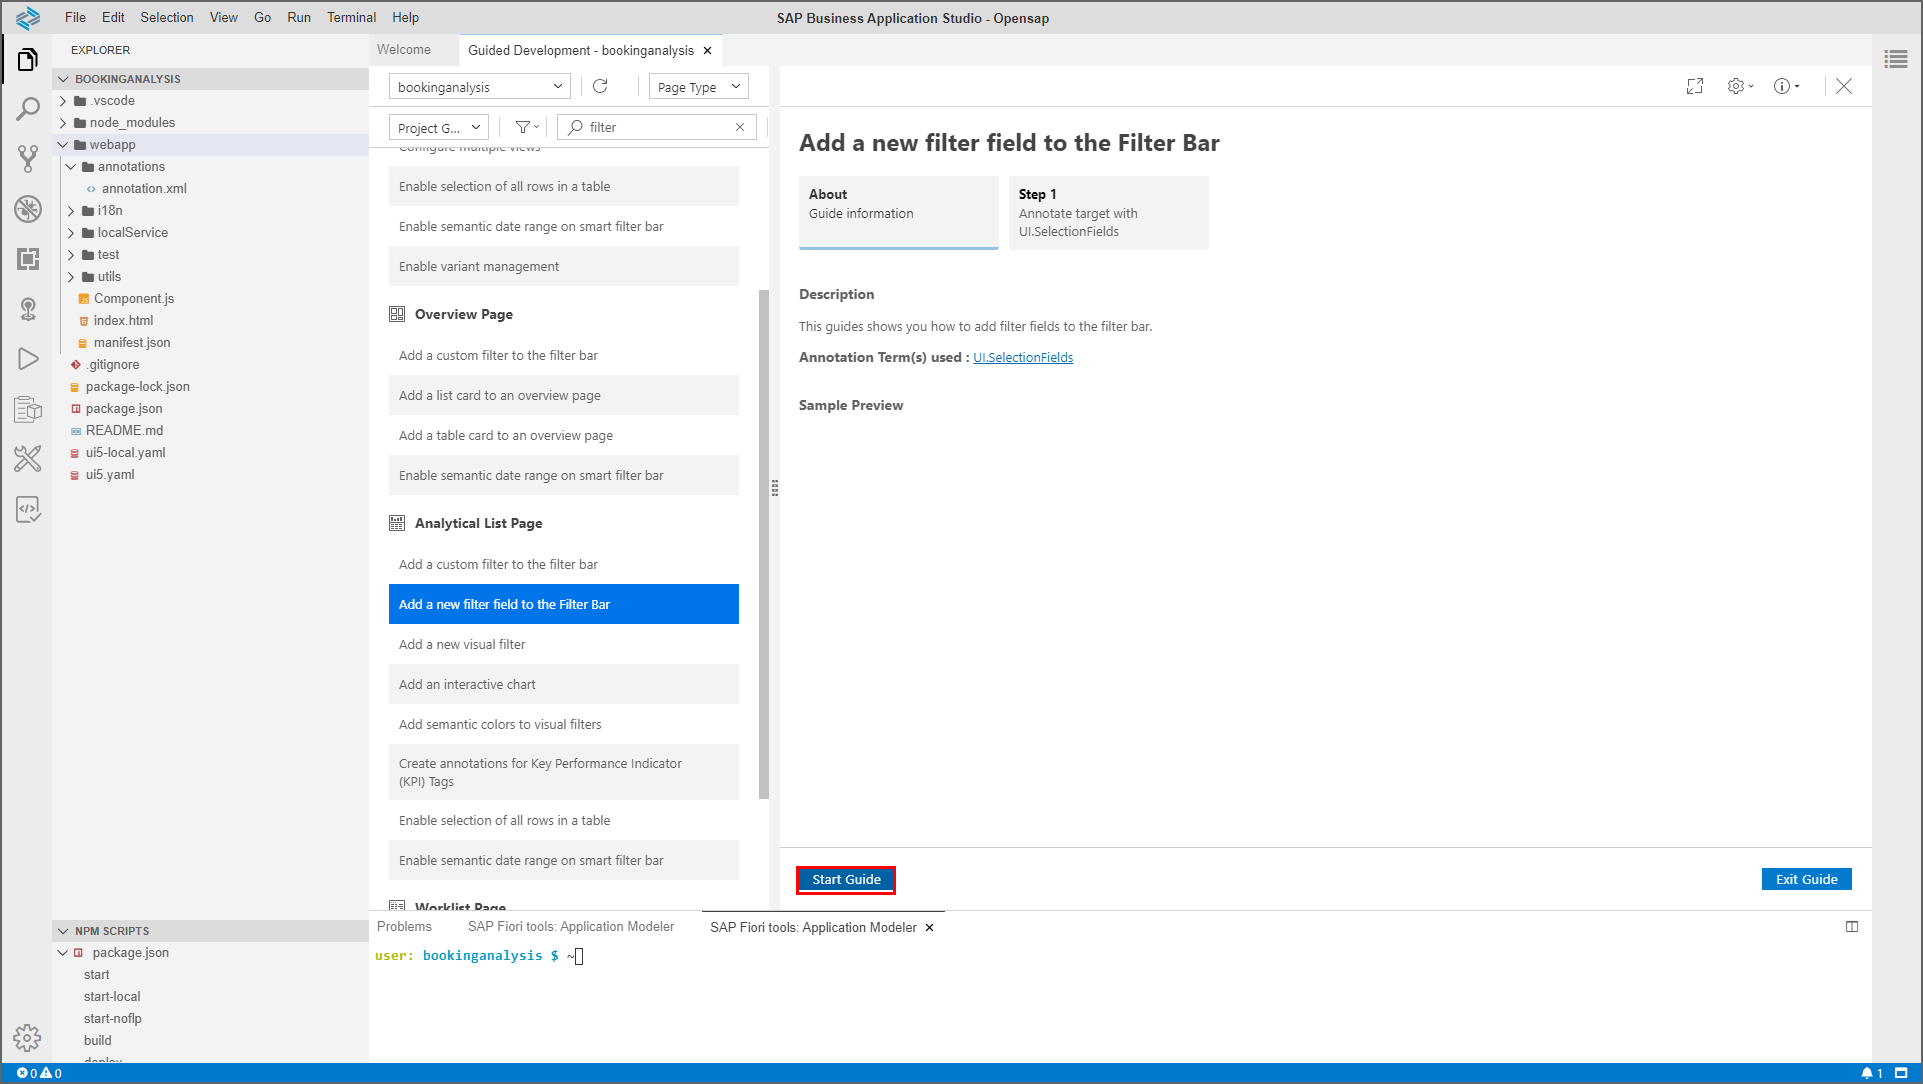 File Edit Selection View Go Run Terminal Help
SAP Business Application Studio - Opensap
EXPLORER
BOOKINGANALYSIS
.vscode
node_modules
webapp
annotations
annotation.xml
i18n
localService
test
utils
Component.js
index.html
manifest.json
.gitignore
package-lock.json
package.json
README.md
ui5-local.yaml
ui5.yaml
NPM SCRIPTS
package.json
start
start-local
start-noflp
build
deploy
Welcome
Guided Development - bookinganalysis
bookinganalysis
Page Type
Project G...
filter
Configure multiple views
Enable selection of all rows in a table
Enable semantic date range on smart filter bar
Enable variant management
Overview Page
Add a custom filter to the filter bar
Add a list card to an overview page
Add a table card to an overview page
Enable semantic date range on smart filter bar
Analytical List Page
Add a custom filter to the filter bar
Add a new filter field to the Filter Bar
Add a new visual filter
Add an interactive chart
Add semantic colors to visual filters
Create annotations for Key Performance Indicator
(KPI) Tags
Enable selection of all rows in a table
Enable semantic date range on smart filter bar
Worklist Page
Add a new filter field to the Filter Bar
About
Guide information
Step 1
Annotate target with
UI.SelectionFields
Description
This guides shows you how to add filter fields to the filter bar.
Annotation Term(s) used : UI.SelectionFields
Sample Preview
Start Guide
Exit Guide
Problems
SAP Fiori tools: Application Modeler
SAP Fiori tools: Application Modeler
user: bookinganalysis $ ~
0 0
1